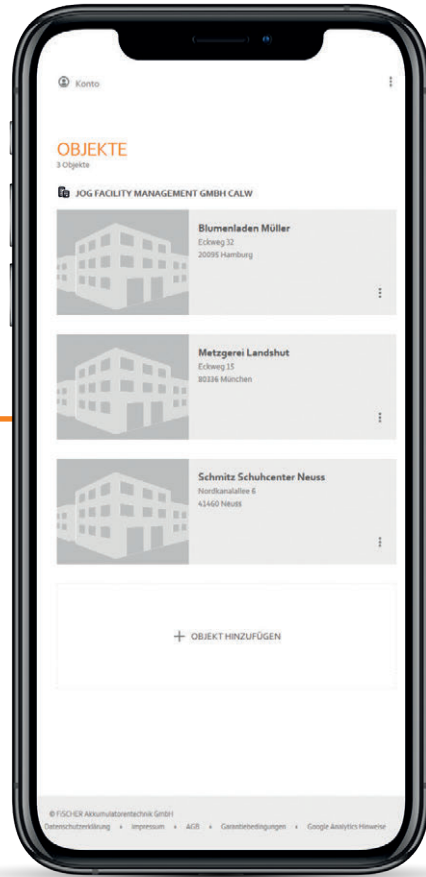 Konto
OBJEKTE
3 Objekte
JOG FACILITY MANAGEMENT GMBH CALW
Blumenladen Müller
Eckweg 32
20095 Hamburg
Metzgerei Landshut
Eckweg 15
80336 München
Schmitz Schuhcenter Neuss
Nordkanalallee 6
41460 Neuss
+ OBJEKT HINZUFÜGEN
© FISCHER Akkumulatorentechnik GmbH
Datenschutzerklärung • Impressum • AGB • Garantiebedingungen • Google Analytics Hinweise